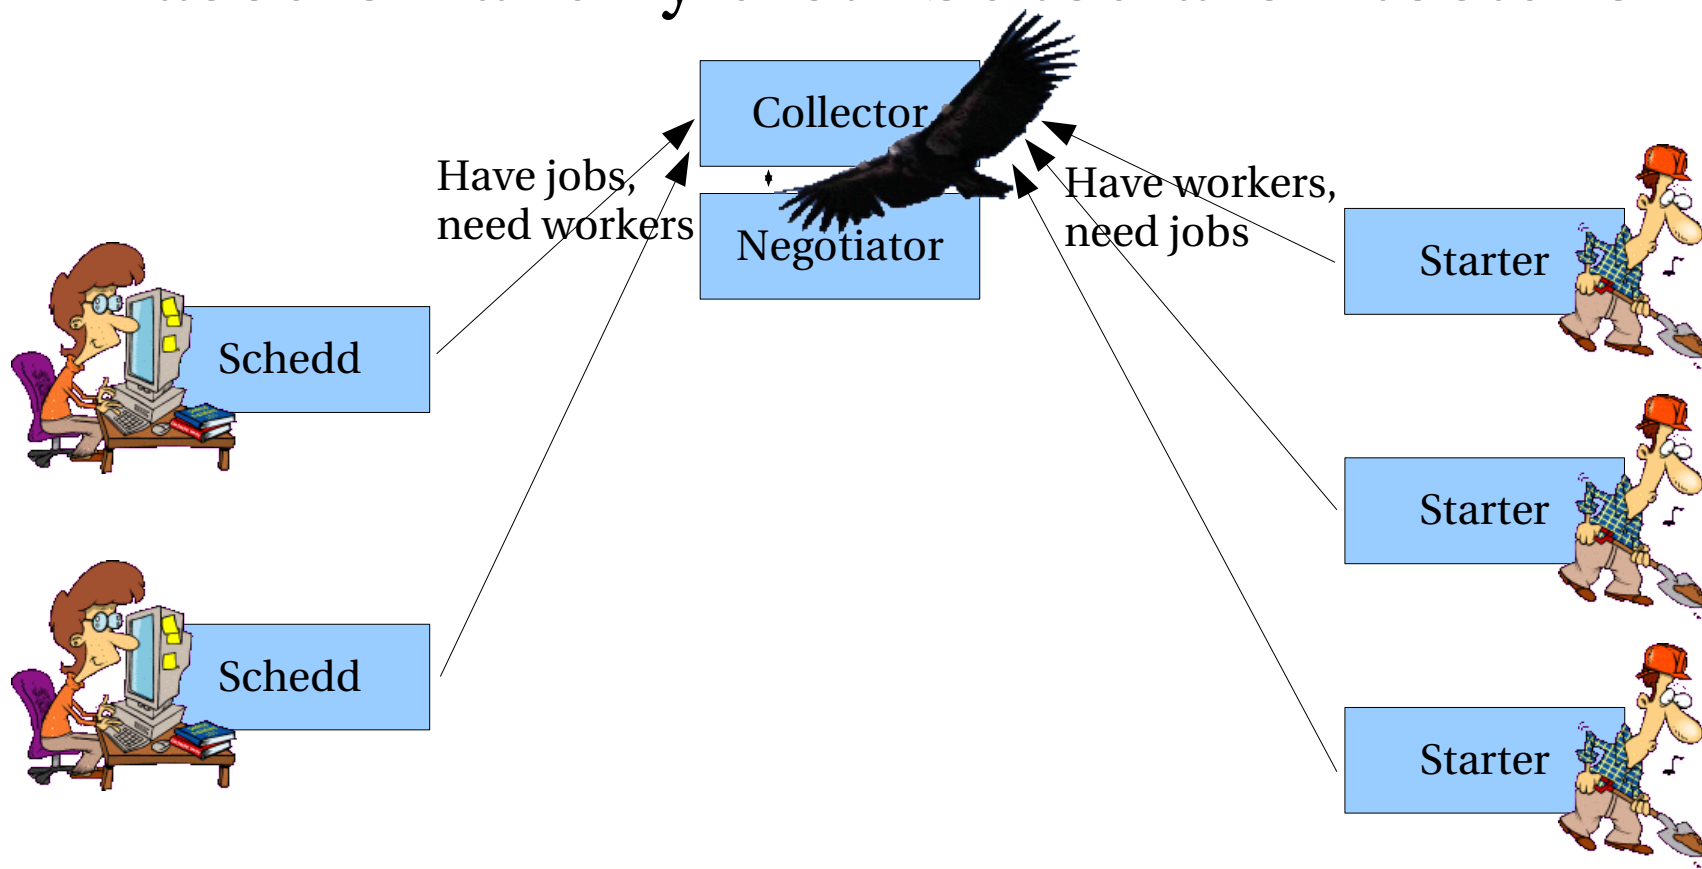 Collector
Have jobs,
need workers
Have workers,
need jobs
Negotiator
Starter
Schedd
Starter
Schedd
Starter